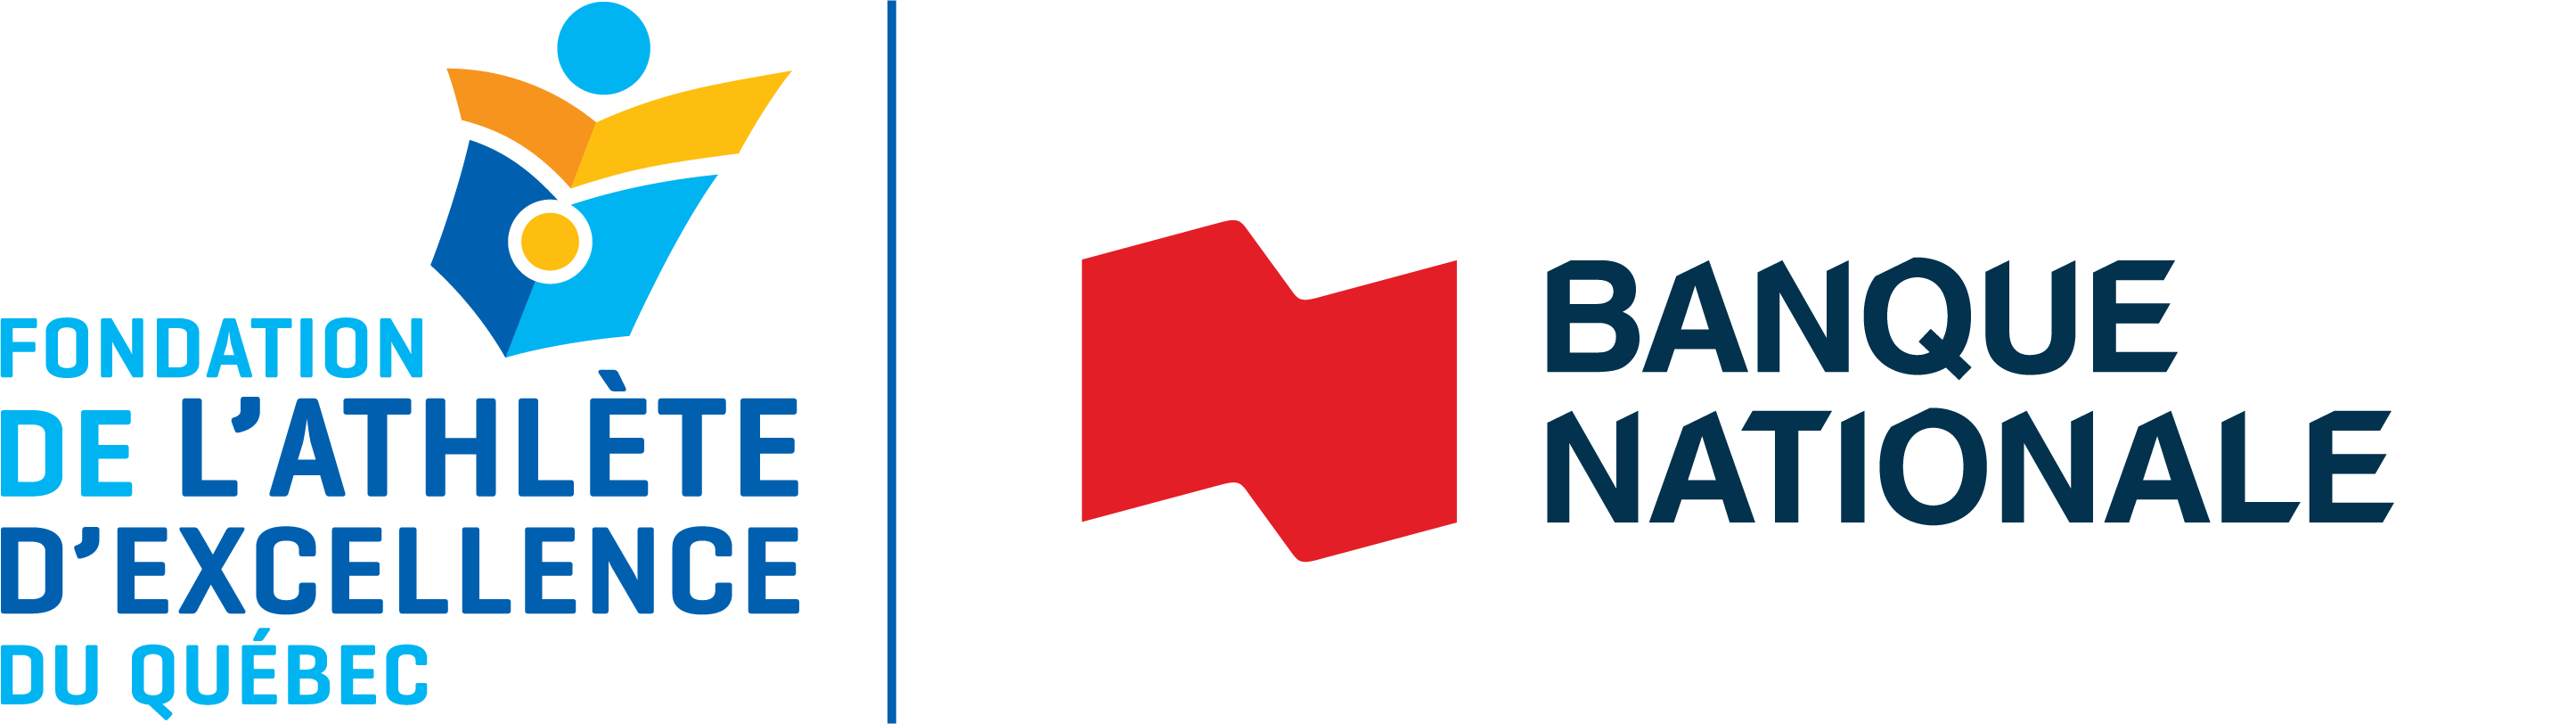 FONDATION
DE L’ATHLÈTE
D’EXCELLENCE
DU QUÉBEC
BANQUE
NATIONALE